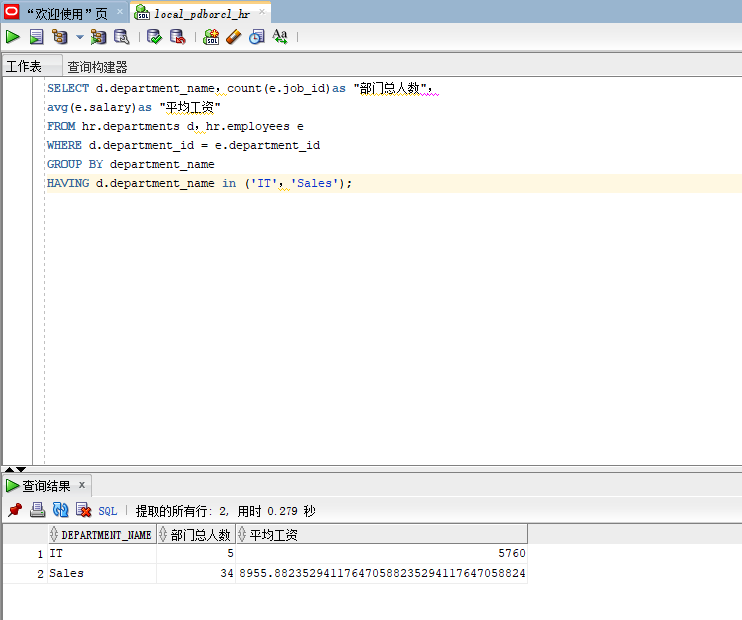 “欢迎使用”页 × local_pdborcl_hr ×
工作表 查询构建器
SELECT d.department_name，count(e.job_id)as "部门总人数"，
avg(e.salary)as "平均工资"
FROM hr.departments d，hr.employees e
WHERE d.department_id = e.department_id
GROUP BY department_name
HAVING d.department_name in ('IT'，'Sales');
查询结果 ×
SQL | 提取的所有行: 2, 用时 0.279 秒
DEPARTMENT_NAME 部门总人数 平均工资
1 IT 5 5760
2 Sales 34 8955.88235294117647058823529411764705882​4